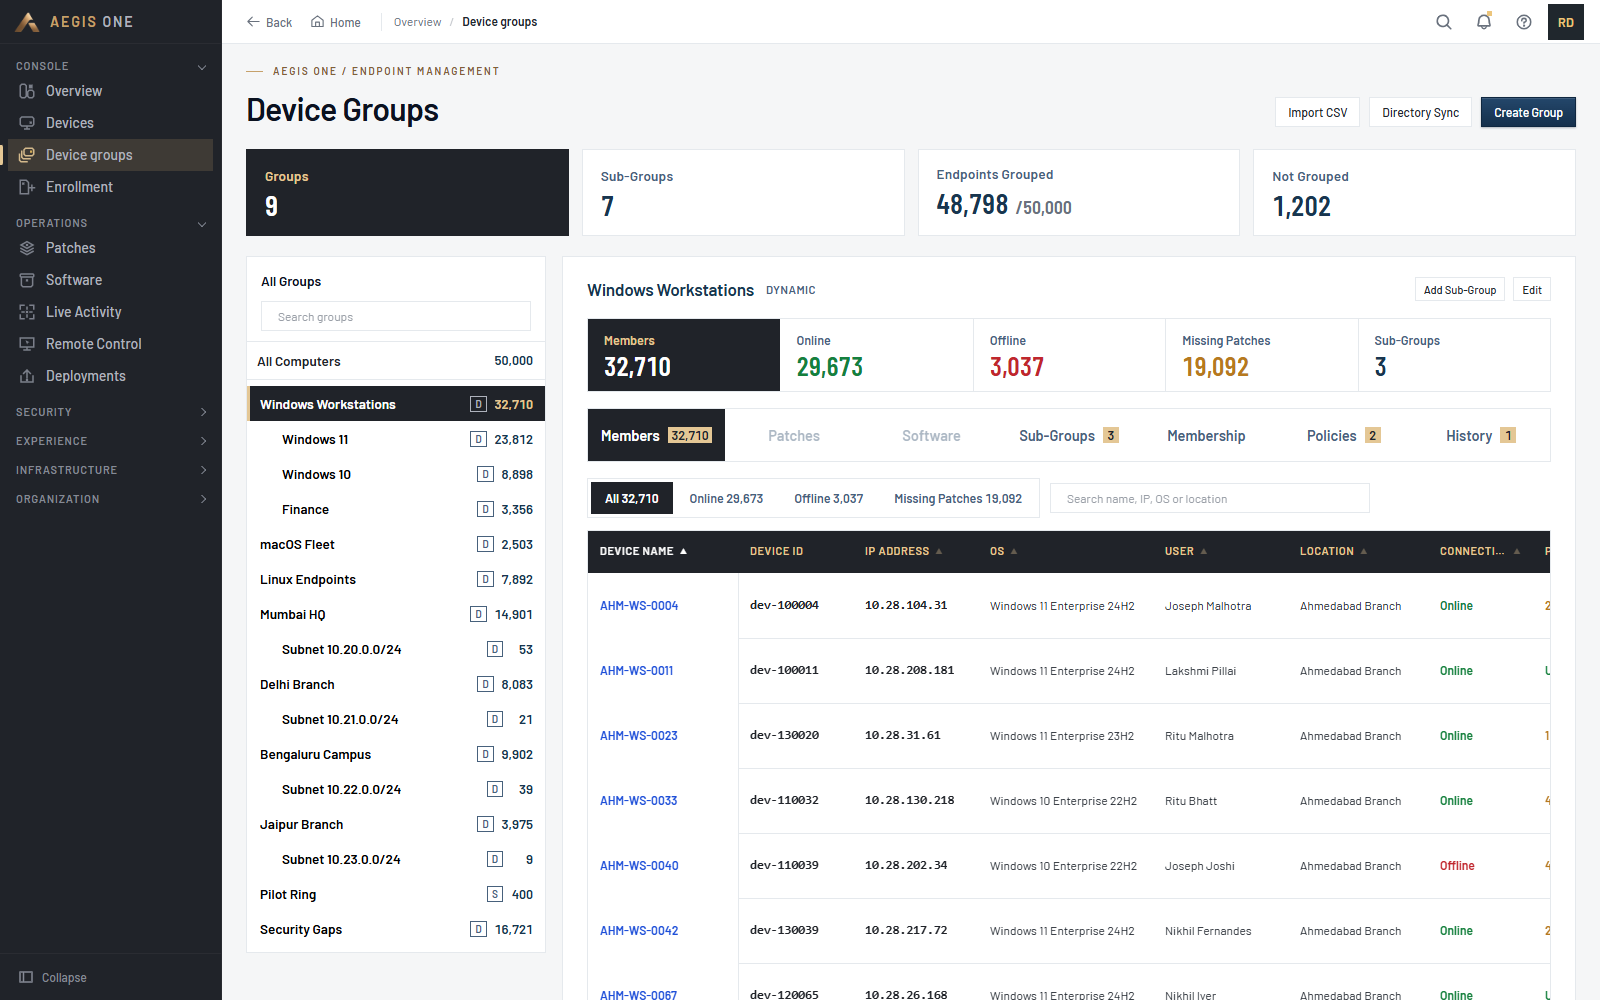 AEGIS ONE
CONSOLE
Overview
Devices
Device groups
Enrollment
OPERATIONS
Patches
Software
Live Activity
Remote Control
Deployments
SECURITY
EXPERIENCE
INFRASTRUCTURE
ORGANIZATION
Collapse
Back Home Overview / Device groups
RD
AEGIS ONE / ENDPOINT MANAGEMENT
Device Groups
Import CSV Directory Sync Create Group
Groups
9
Sub-Groups
7
Endpoints Grouped
48,798 /50,000
Not Grouped
1,202
All Groups
Search groups
All Computers 50,000
Windows Workstations D 32,710
Windows 11 D 23,812
Windows 10 D 8,898
Finance D 3,356
macOS Fleet D 2,503
Linux Endpoints D 7,892
Mumbai HQ D 14,901
Subnet 10.20.0.0/24 D 53
Delhi Branch D 8,083
Subnet 10.21.0.0/24 D 21
Bengaluru Campus D 9,902
Subnet 10.22.0.0/24 D 39
Jaipur Branch D 3,975
Subnet 10.23.0.0/24 D 9
Pilot Ring S 400
Security Gaps D 16,721
Windows Workstations DYNAMIC
Add Sub-Group Edit
Members
32,710
Online
29,673
Offline
3,037
Missing Patches
19,092
Sub-Groups
3
Members 32,710 Patches Software Sub-Groups 3 Membership Policies 2 History 1
All 32,710 Online 29,673 Offline 3,037 Missing Patches 19,092
Search name, IP, OS or location
DEVICE NAME DEVICE ID IP ADDRESS OS USER LOCATION CONNECTI...
AHM-WS-0004 dev-100004 10.28.104.31 Windows 11 Enterprise 24H2 Joseph Malhotra Ahmedabad Branch Online
AHM-WS-0011 dev-100011 10.28.208.181 Windows 11 Enterprise 24H2 Lakshmi Pillai Ahmedabad Branch Online
AHM-WS-0023 dev-130020 10.28.31.61 Windows 11 Enterprise 23H2 Ritu Malhotra Ahmedabad Branch Online
AHM-WS-0033 dev-110032 10.28.130.218 Windows 10 Enterprise 22H2 Ritu Bhatt Ahmedabad Branch Online
AHM-WS-0040 dev-110039 10.28.202.34 Windows 10 Enterprise 22H2 Joseph Joshi Ahmedabad Branch Offline
AHM-WS-0042 dev-130039 10.28.217.72 Windows 11 Enterprise 24H2 Nikhil Fernandes Ahmedabad Branch Online
AHM-WS-0067 dev-120065 10.28.26.168 Windows 11 Enterprise 24H2 Nikhil Iyer Ahmedabad Branch Online